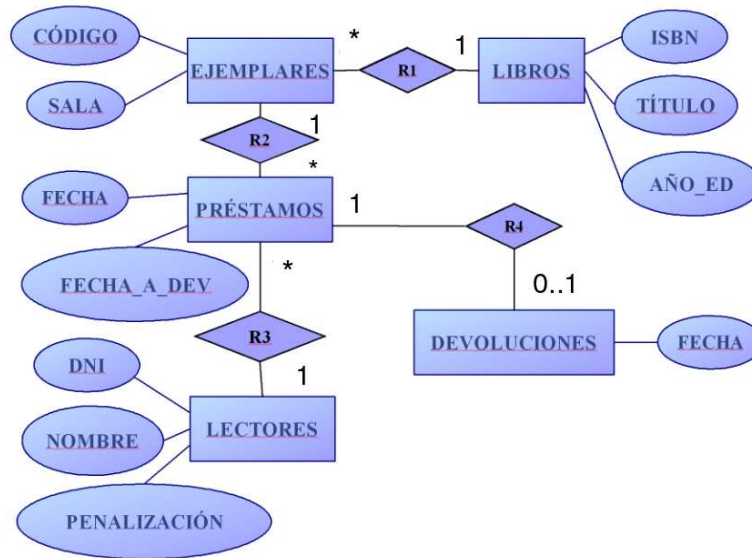 CÓDIGO
EJEMPLARES
*
R1
1
LIBROS
ISBN
SALA
TÍTULO
1
R2
*
AÑO_ED
FECHA
PRÉSTAMOS
1
R4
*
FECHA_A_DEV
0..1
DEVOLUCIONES
FECHA
R3
DNI
1
LECTORES
NOMBRE
PENALIZACIÓN